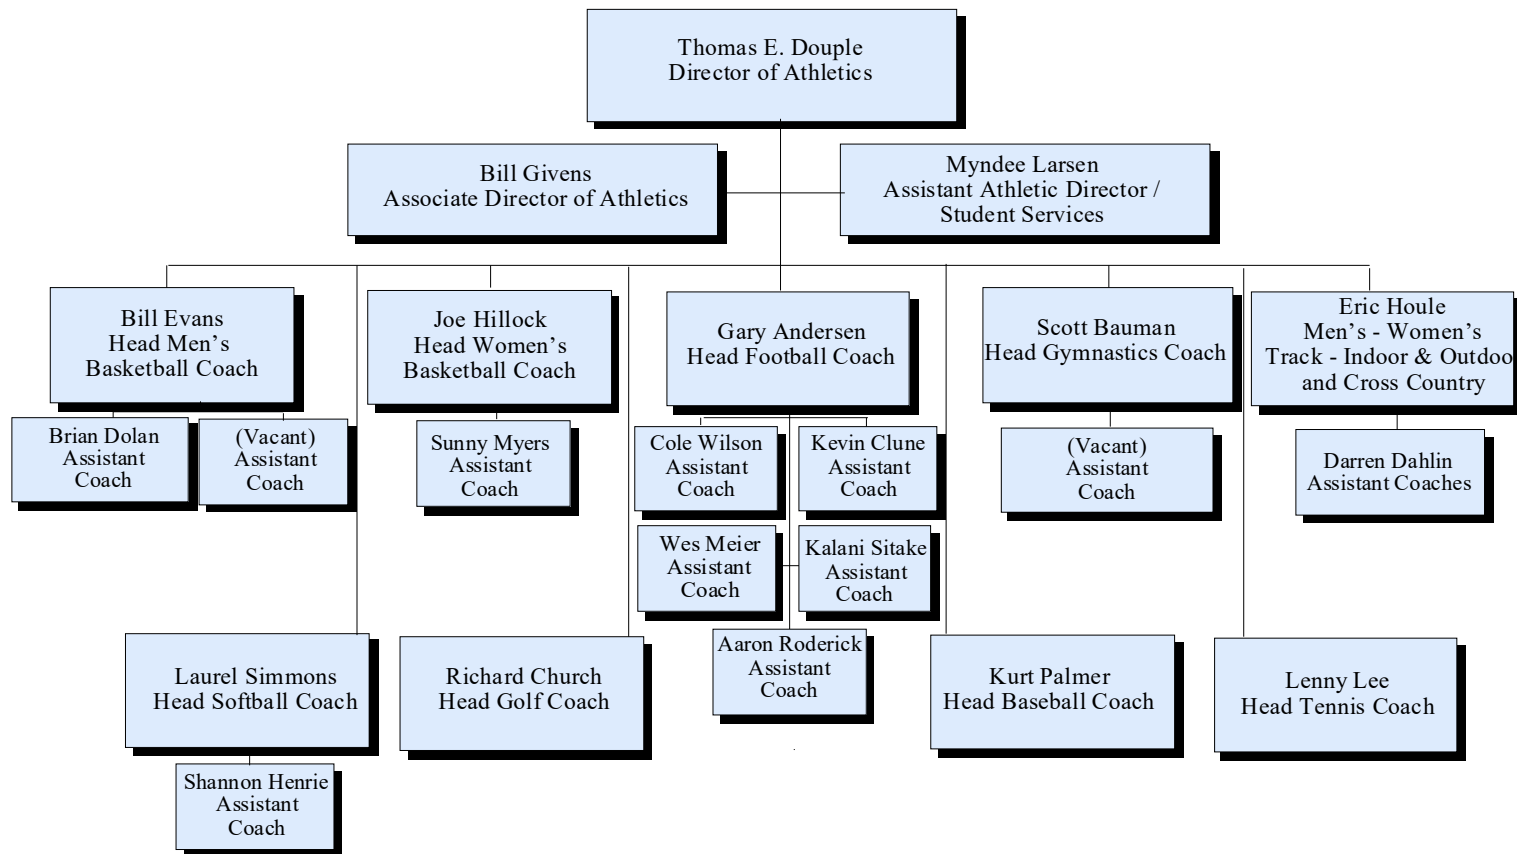 Thomas E. Douple
Director of Athletics
Bill Givens
Associate Director of Athletics
Myndee Larsen
Assistant Athletic Director /
Student Services
Bill Evans
Head Men’s
Basketball Coach
Joe Hillock
Head Women’s
Basketball Coach
Gary Andersen
Head Football Coach
Scott Bauman
Head Gymnastics Coach
Eric Houle
Men’s - Women’s
Track - Indoor & Outdoo
and Cross Country
Brian Dolan
Assistant
Coach
(Vacant)
Assistant
Coach
Sunny Myers
Assistant
Coach
Cole Wilson
Assistant
Coach
Kevin Clune
Assistant
Coach
(Vacant)
Assistant
Coach
Darren Dahlin
Assistant Coaches
Wes Meier
Assistant
Coach
Kalani Sitake
Assistant
Coach
Aaron Roderick
Assistant
Coach
Laurel Simmons
Head Softball Coach
Richard Church
Head Golf Coach
Kurt Palmer
Head Baseball Coach
Lenny Lee
Head Tennis Coach
Shannon Henrie
Assistant
Coach